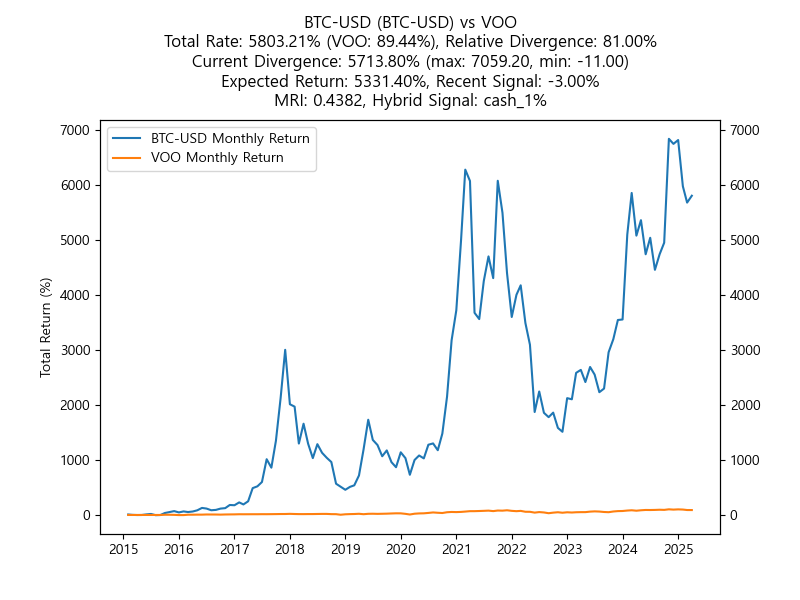 BTC-USD (BTC-USD) vs VOO
Total Rate: 5803.21% (VOO: 89.44%), Relative Divergence: 81.00%
Current Divergence: 5713.80% (max: 7059.20, min: -11.00)
Expected Return: 5331.40%, Recent Signal: -3.00%
MRI: 0.4382, Hybrid Signal: cash_1%
BTC-USD Monthly Return
VOO Monthly Return
Total Return (%)
7000 7000
6000 6000
5000 5000
4000 4000
3000 3000
2000 2000
1000 1000
0 0
2015 2016 2017 2018 2019 2020 2021 2022 2023 2024 2025